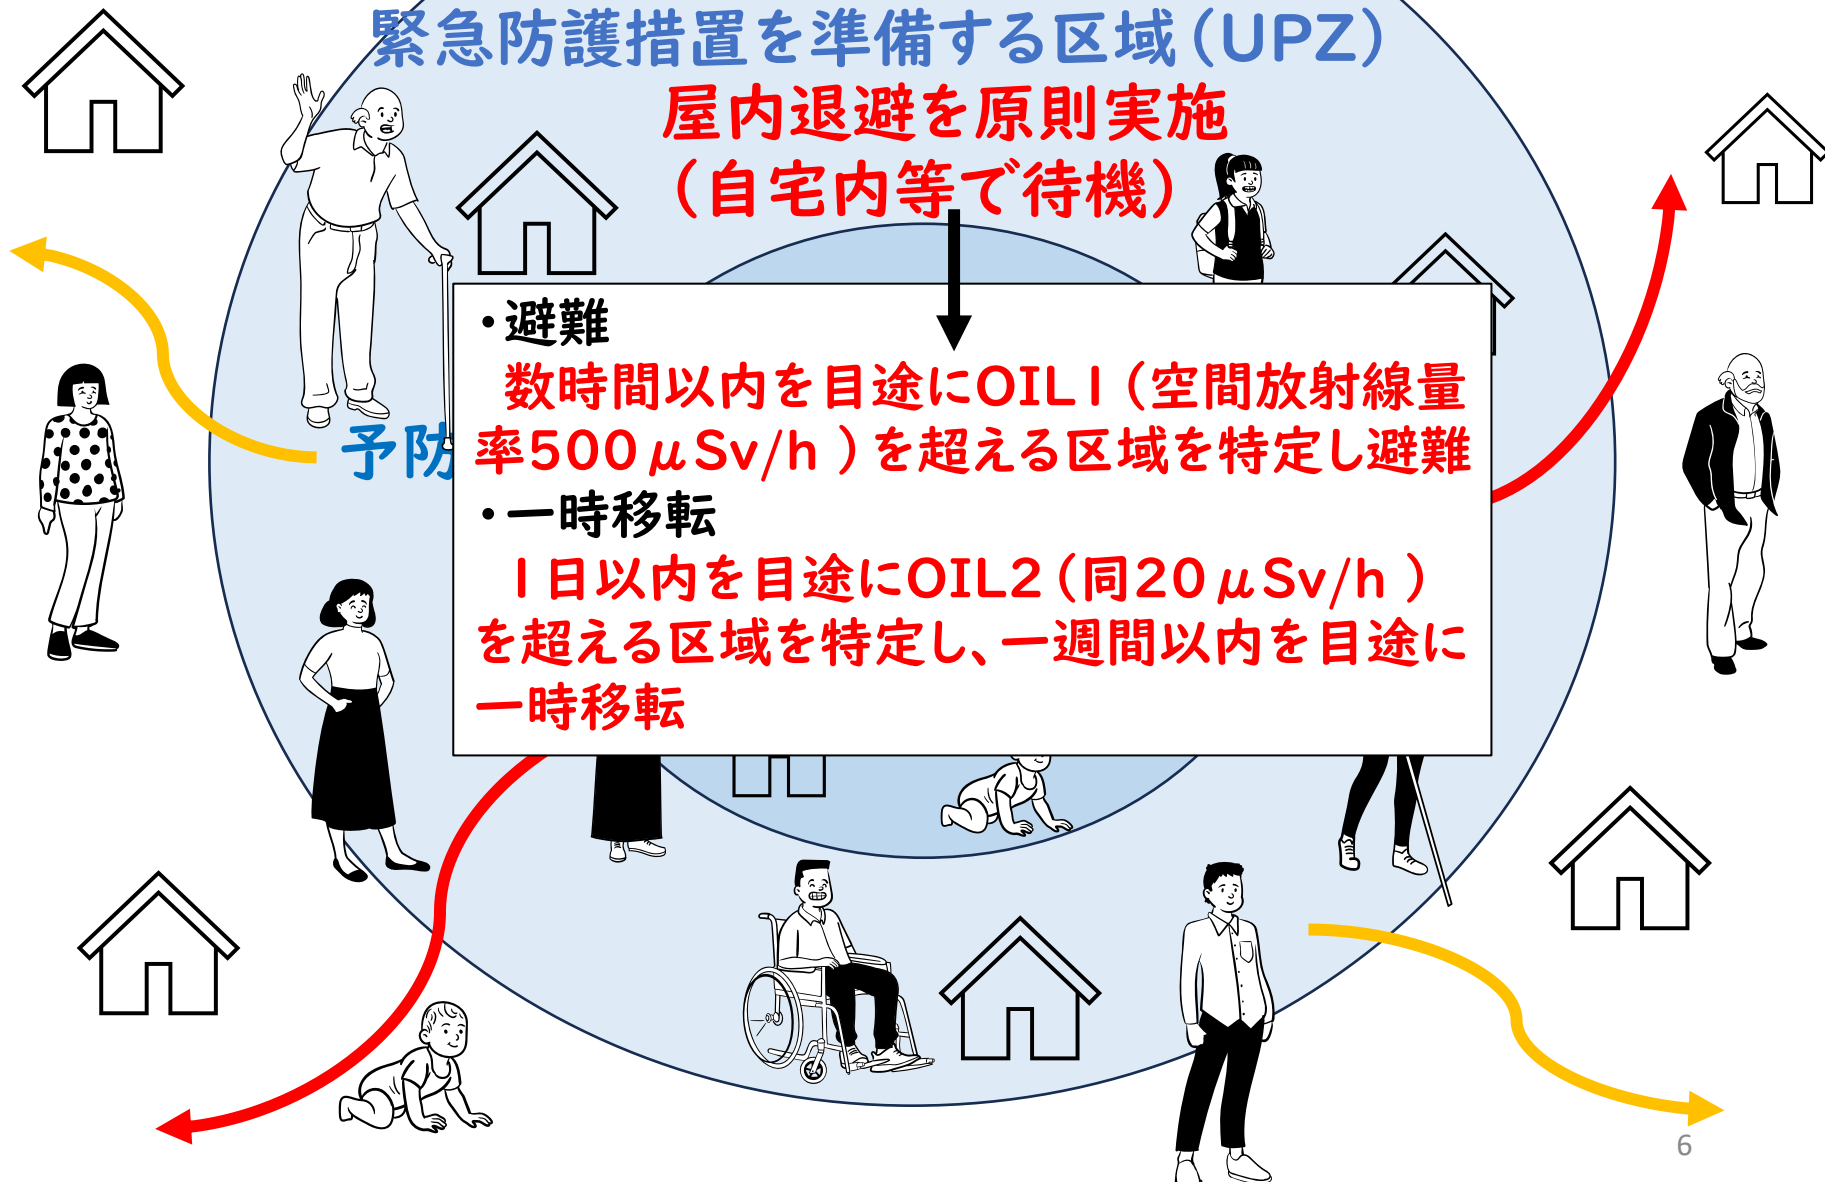 緊急防護措置を準備する区域(UPZ)
屋内退避を原則実施
(自宅内等で待機)
・避難
数時間以内を目途にOIL1(空間放射線量
率500μSv/h)を超える区域を特定し避難
・一時移転
1日以内を目途にOIL2(同20μSv/h)
を超える区域を特定し、一週間以内を目途に
一時移転
予防
6